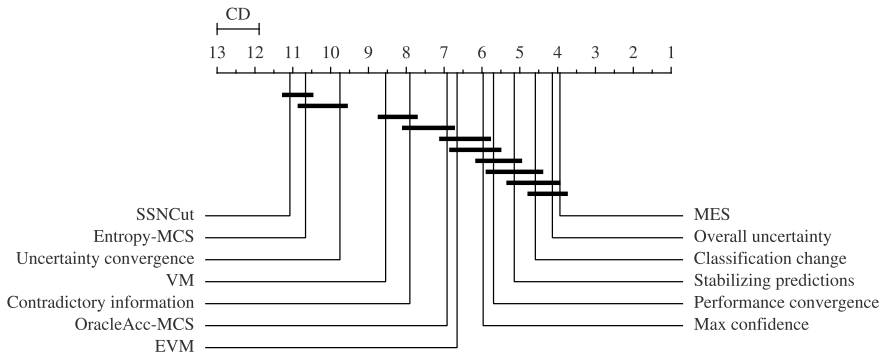 CD
13 12 11 10 9 8 7 6 5 4 3 2 1
SSNCut
Entropy-MCS
Uncertainty convergence
VM
Contradictory information
OracleAcc-MCS
EVM
MES
Overall uncertainty
Classification change
Stabilizing predictions
Performance convergence
Max confidence